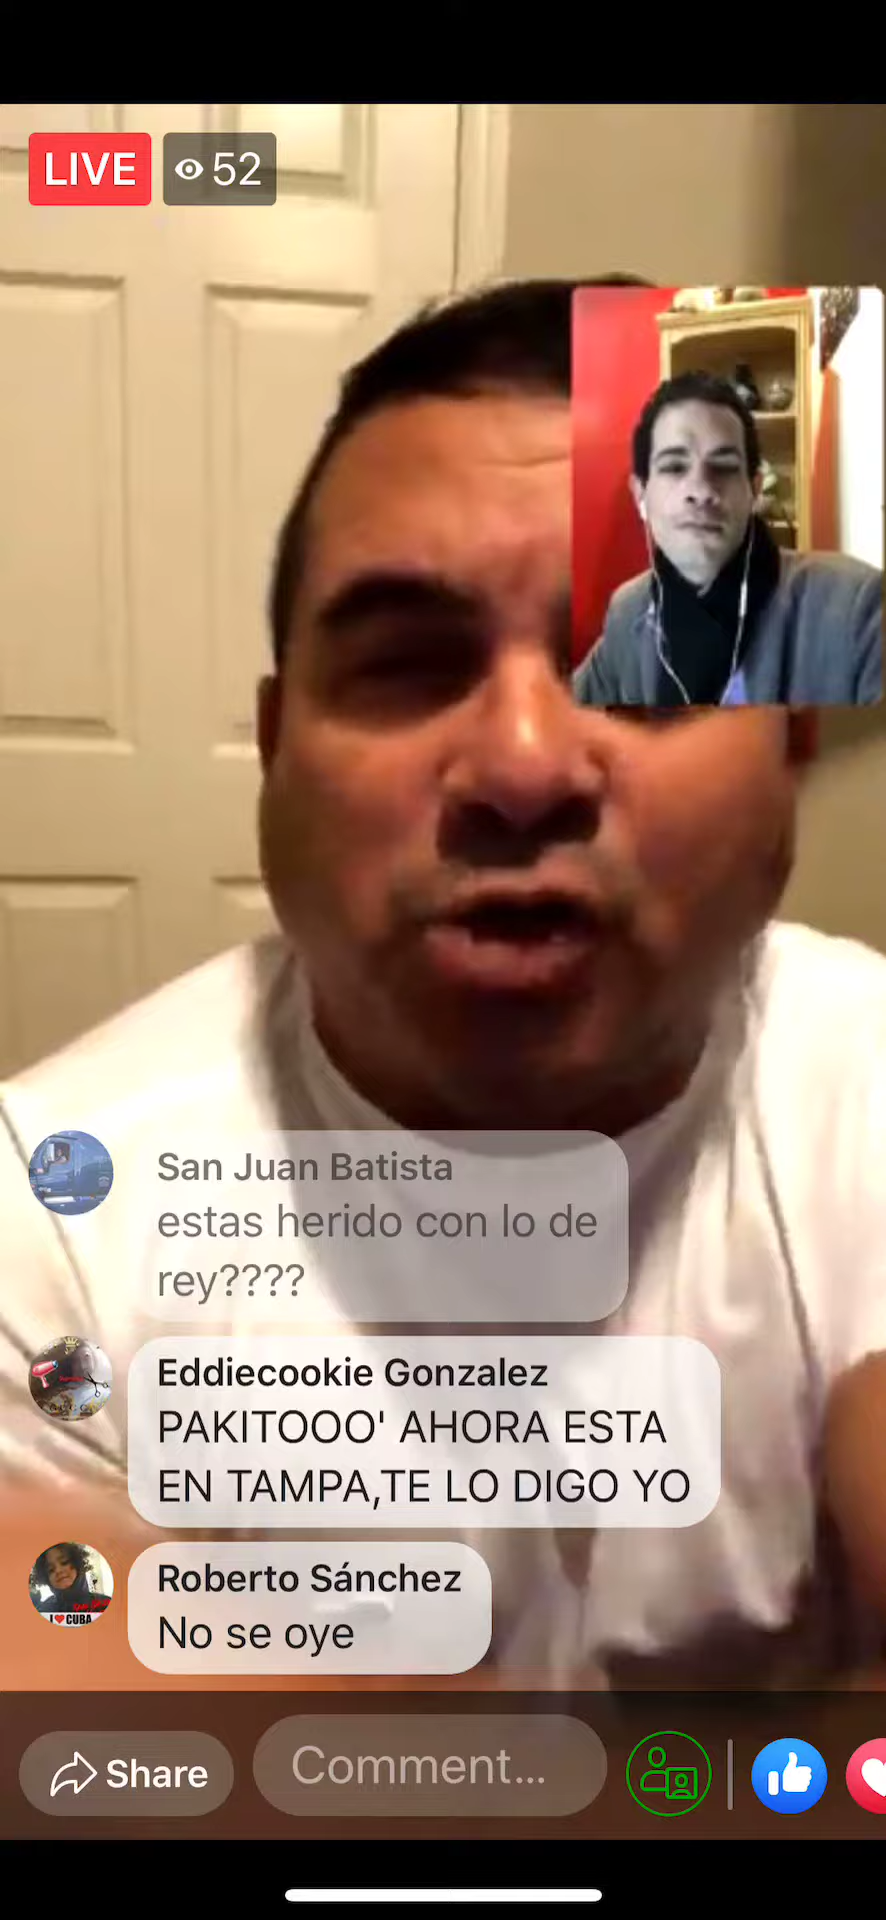 LIVE 52
San Juan Batista
estas herido con lo de
rey????
Eddiecookie Gonzalez
PAKITOOO' AHORA ESTA
EN TAMPA,TE LO DIGO YO
Roberto Sánchez
No se oye
I ❤ CUBA
Share
Comment...